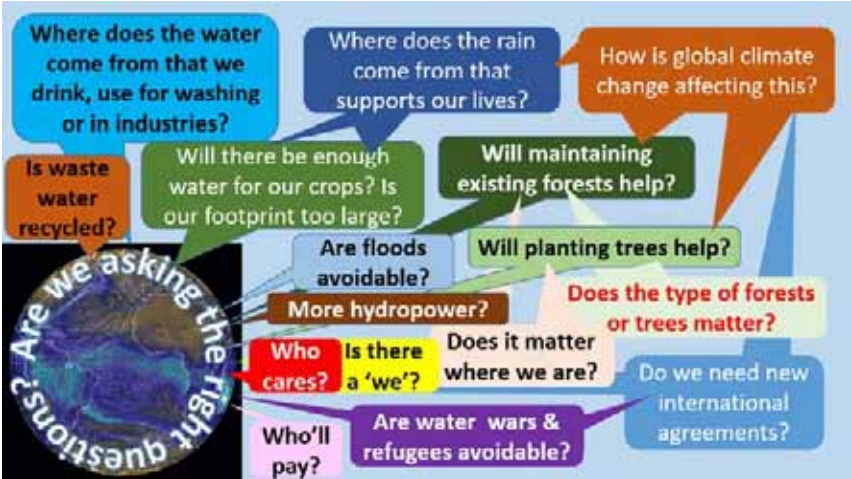 Where does the water
come from that we
drink, use for washing
or in industries?
Where does the rain
come from that
supports our lives?
How is global climate
change affecting this?
Is waste
water
recycled?
Will there be enough
water for our crops? Is
our footprint too large?
Will maintaining
existing forests help?
Are floods
avoidable?
Will planting trees help?
More hydropower?
Does the type of forests
or trees matter?
Who
cares?
Is there
a ‘we’?
Does it matter
where we are?
Do we need new
international
agreements?
Who’ll
pay?
Are water wars &
refugees avoidable?
Are we asking the right questions?